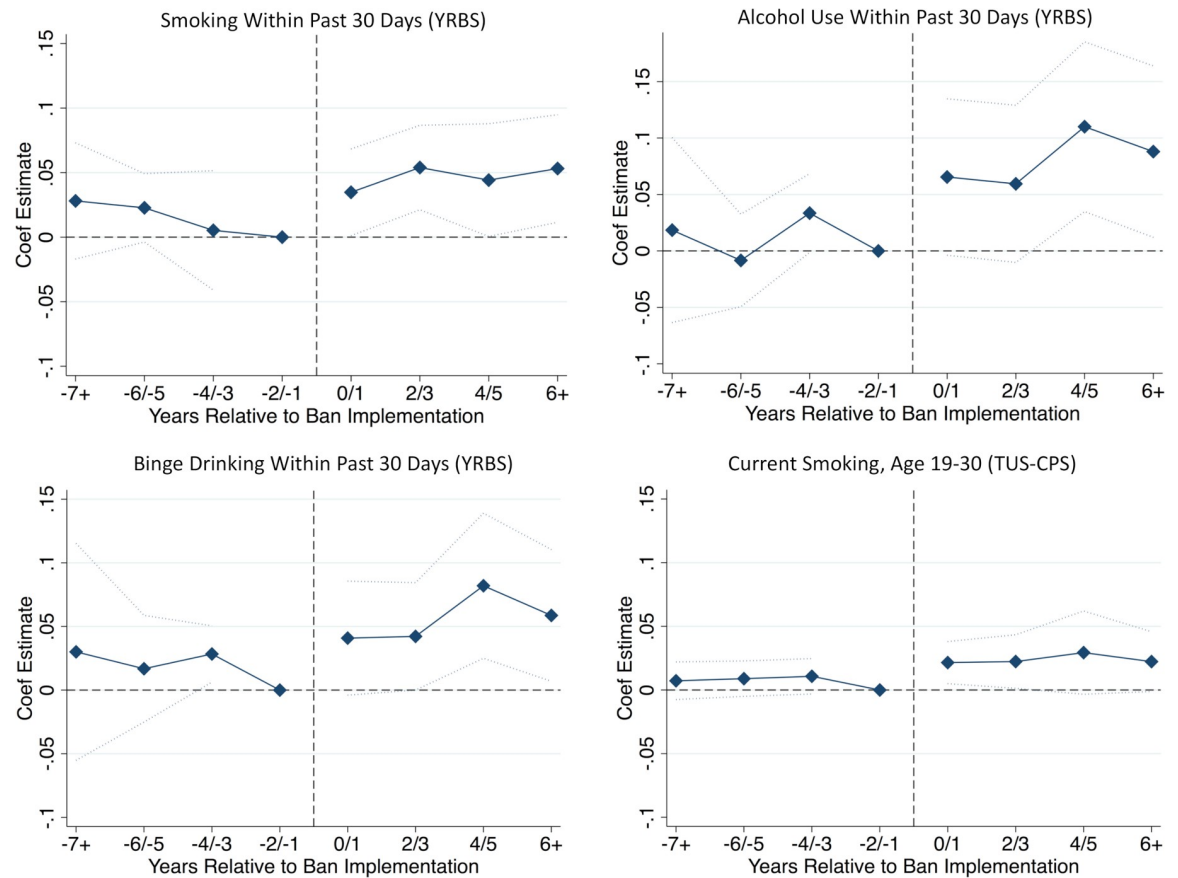 Smoking Within Past 30 Days (YRBS)
Coef Estimate
.15
.1
.05
0
-.05
-.1
-7+ -6/-5 -4/-3 -2/-1 0/1 2/3 4/5 6+
Years Relative to Ban Implementation
Alcohol Use Within Past 30 Days (YRBS)
Coef Estimate
.15
.1
.05
0
-.05
-.1
-7+ -6/-5 -4/-3 -2/-1 0/1 2/3 4/5 6+
Years Relative to Ban Implementation
Binge Drinking Within Past 30 Days (YRBS)
Coef Estimate
.15
.1
.05
0
-.05
-.1
-7+ -6/-5 -4/-3 -2/-1 0/1 2/3 4/5 6+
Years Relative to Ban Implementation
Current Smoking, Age 19-30 (TUS-CPS)
Coef Estimate
.15
.1
.05
0
-.05
-.1
-7+ -6/-5 -4/-3 -2/-1 0/1 2/3 4/5 6+
Years Relative to Ban Implementation